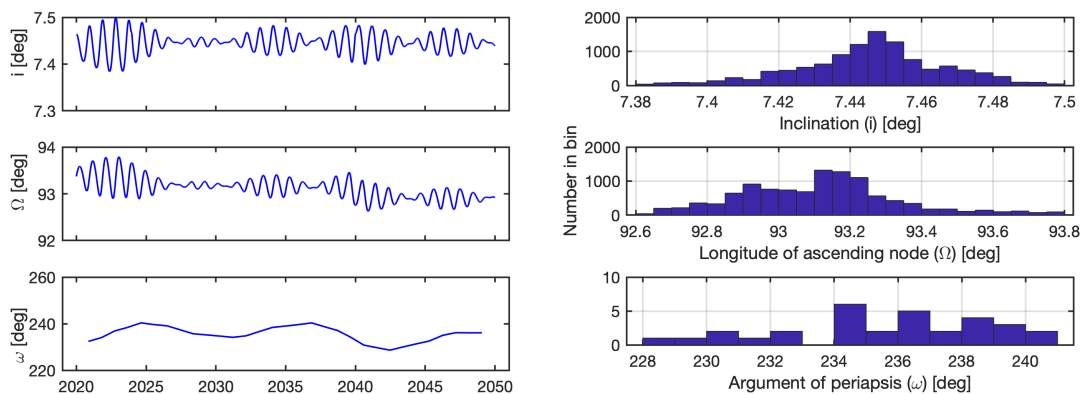 i [deg]
7.5
7.4
7.3
Ω [deg]
94
93
92
ω [deg]
260
240
220
2020 2025 2030 2035 2040 2045 2050
2000
1000
0
7.38 7.4 7.42 7.44 7.46 7.48 7.5
Inclination (i) [deg]
Number in bin
2000
1000
0
92.6 92.8 93 93.2 93.4 93.6 93.8
Longitude of ascending node (Ω) [deg]
10
5
0
228 230 232 234 236 238 240
Argument of periapsis (ω) [deg]